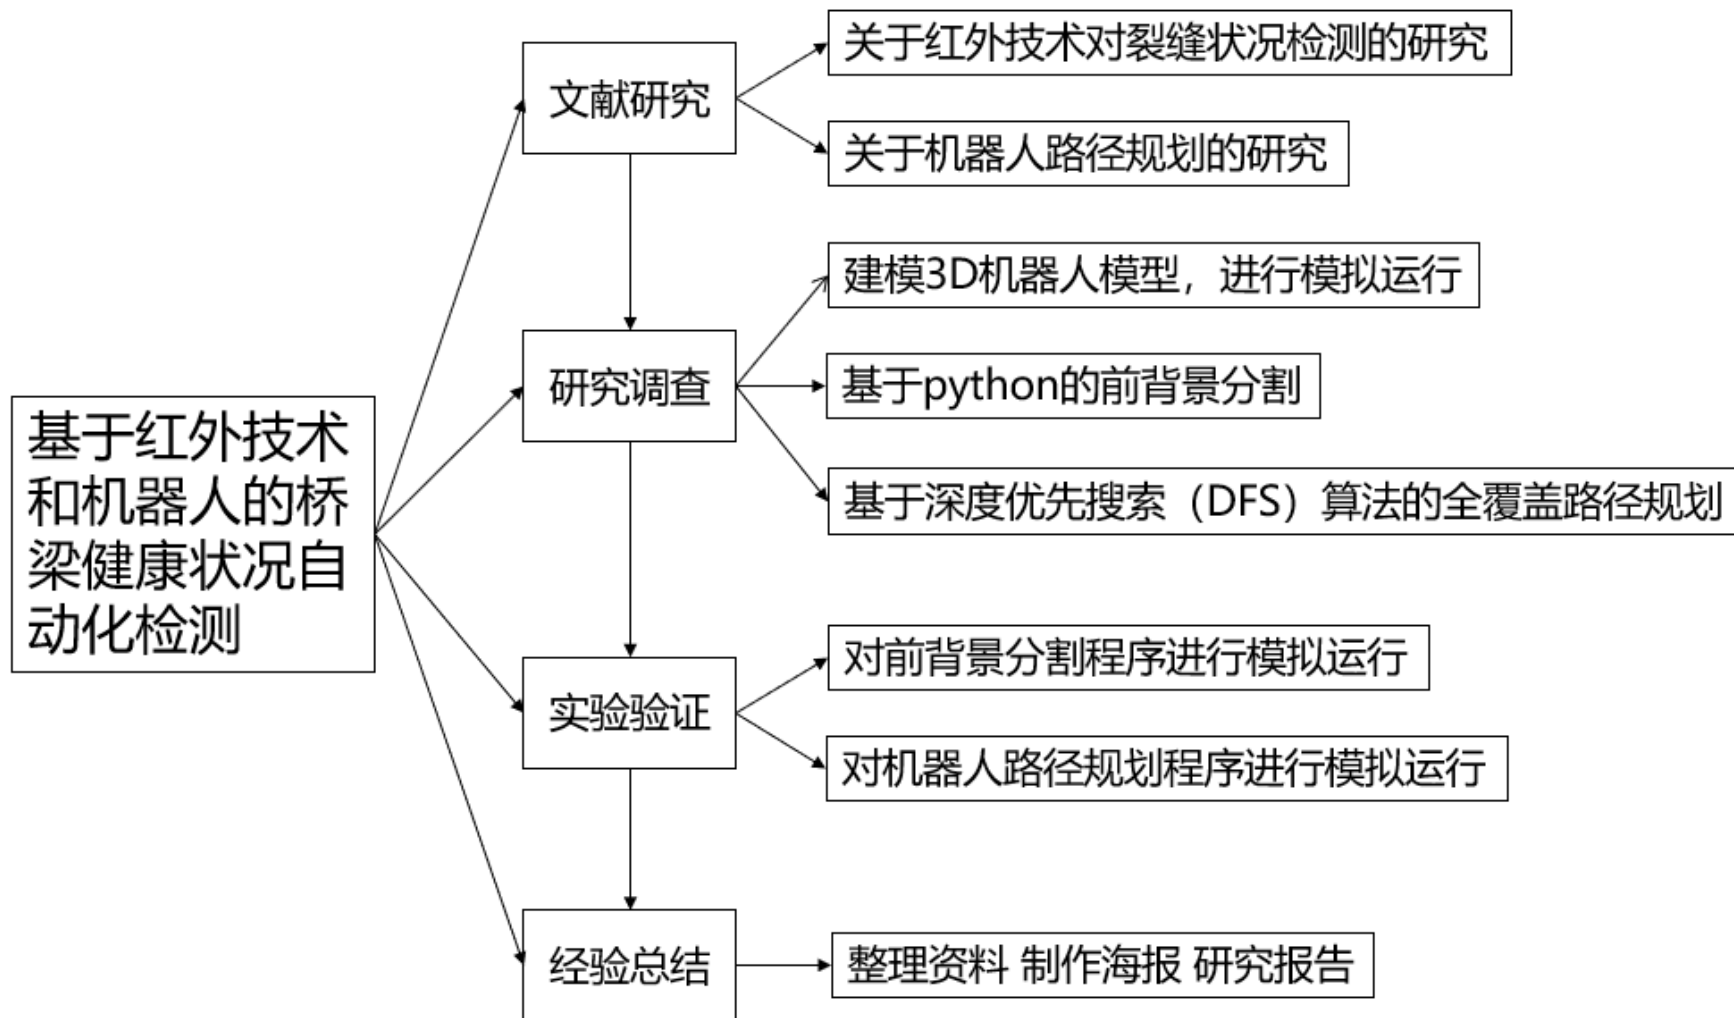 基于红外技术
和机器人的桥
梁健康状况自
动化检测
文献研究
关于红外技术对裂缝状况检测的研究
关于机器人路径规划的研究
研究调查
建模3D机器人模型，进行模拟运行
基于python的前背景分割
基于深度优先搜索（DFS）算法的全覆盖路径规划
实验验证
对前背景分割程序进行模拟运行
对机器人路径规划程序进行模拟运行
经验总结
整理资料 制作海报 研究报告